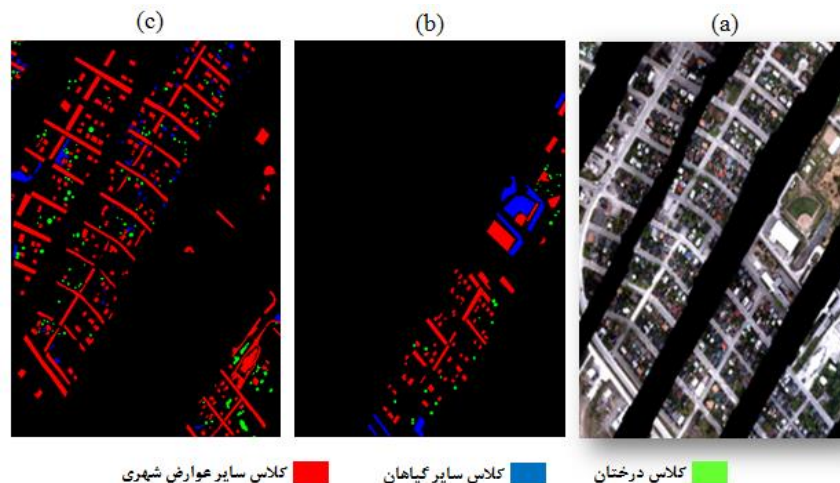 (a)
(b)
(c)
کلاس درختان
کلاس سایر گیاهان
کلاس سایر عوارض شهری